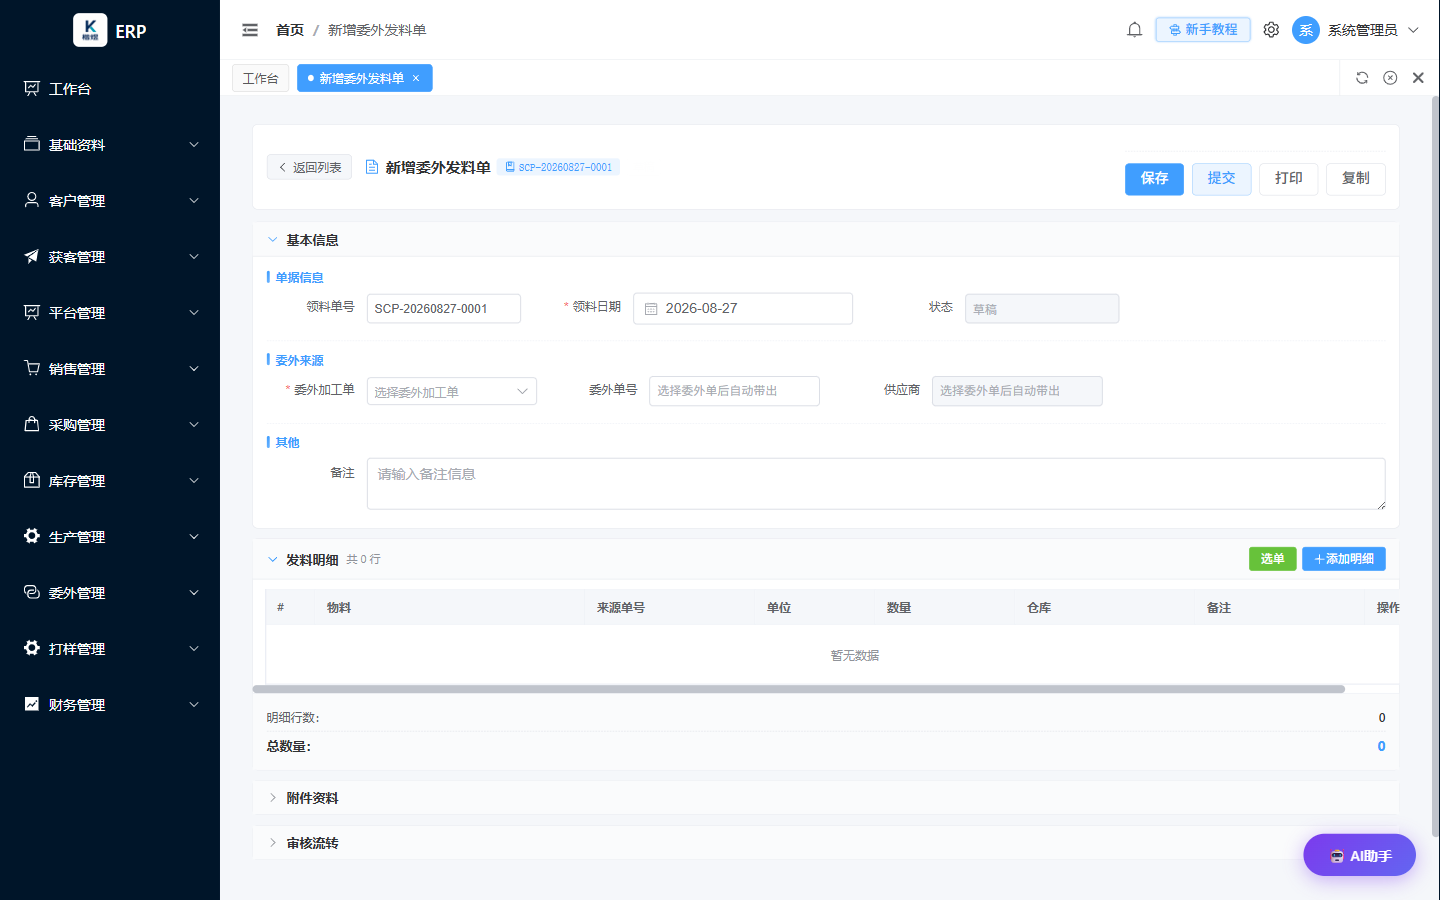 K
ERP
工作台
基础资料
客户管理
获客管理
平台管理
销售管理
采购管理
库存管理
生产管理
委外管理
打样管理
财务管理
首页 / 新增委外发料单
新手教程
系 系统管理员
工作台
新增委外发料单
返回列表 新增委外发料单 SCP-20260827-0001
保存 提交 打印 复制
基本信息
单据信息
领料单号 SCP-20260827-0001 * 领料日期 2026-08-27 状态 草稿
委外来源
* 委外加工单 选择委外加工单 委外单号 选择委外单后自动带出 供应商 选择委外单后自动带出
其他
备注 请输入备注信息
发料明细 共 0 行 选单 +添加明细
# 物料 来源单号 单位 数量 仓库 备注 操作
暂无数据
明细行数: 0
总数量: 0
附件资料
审核流转
AI助手